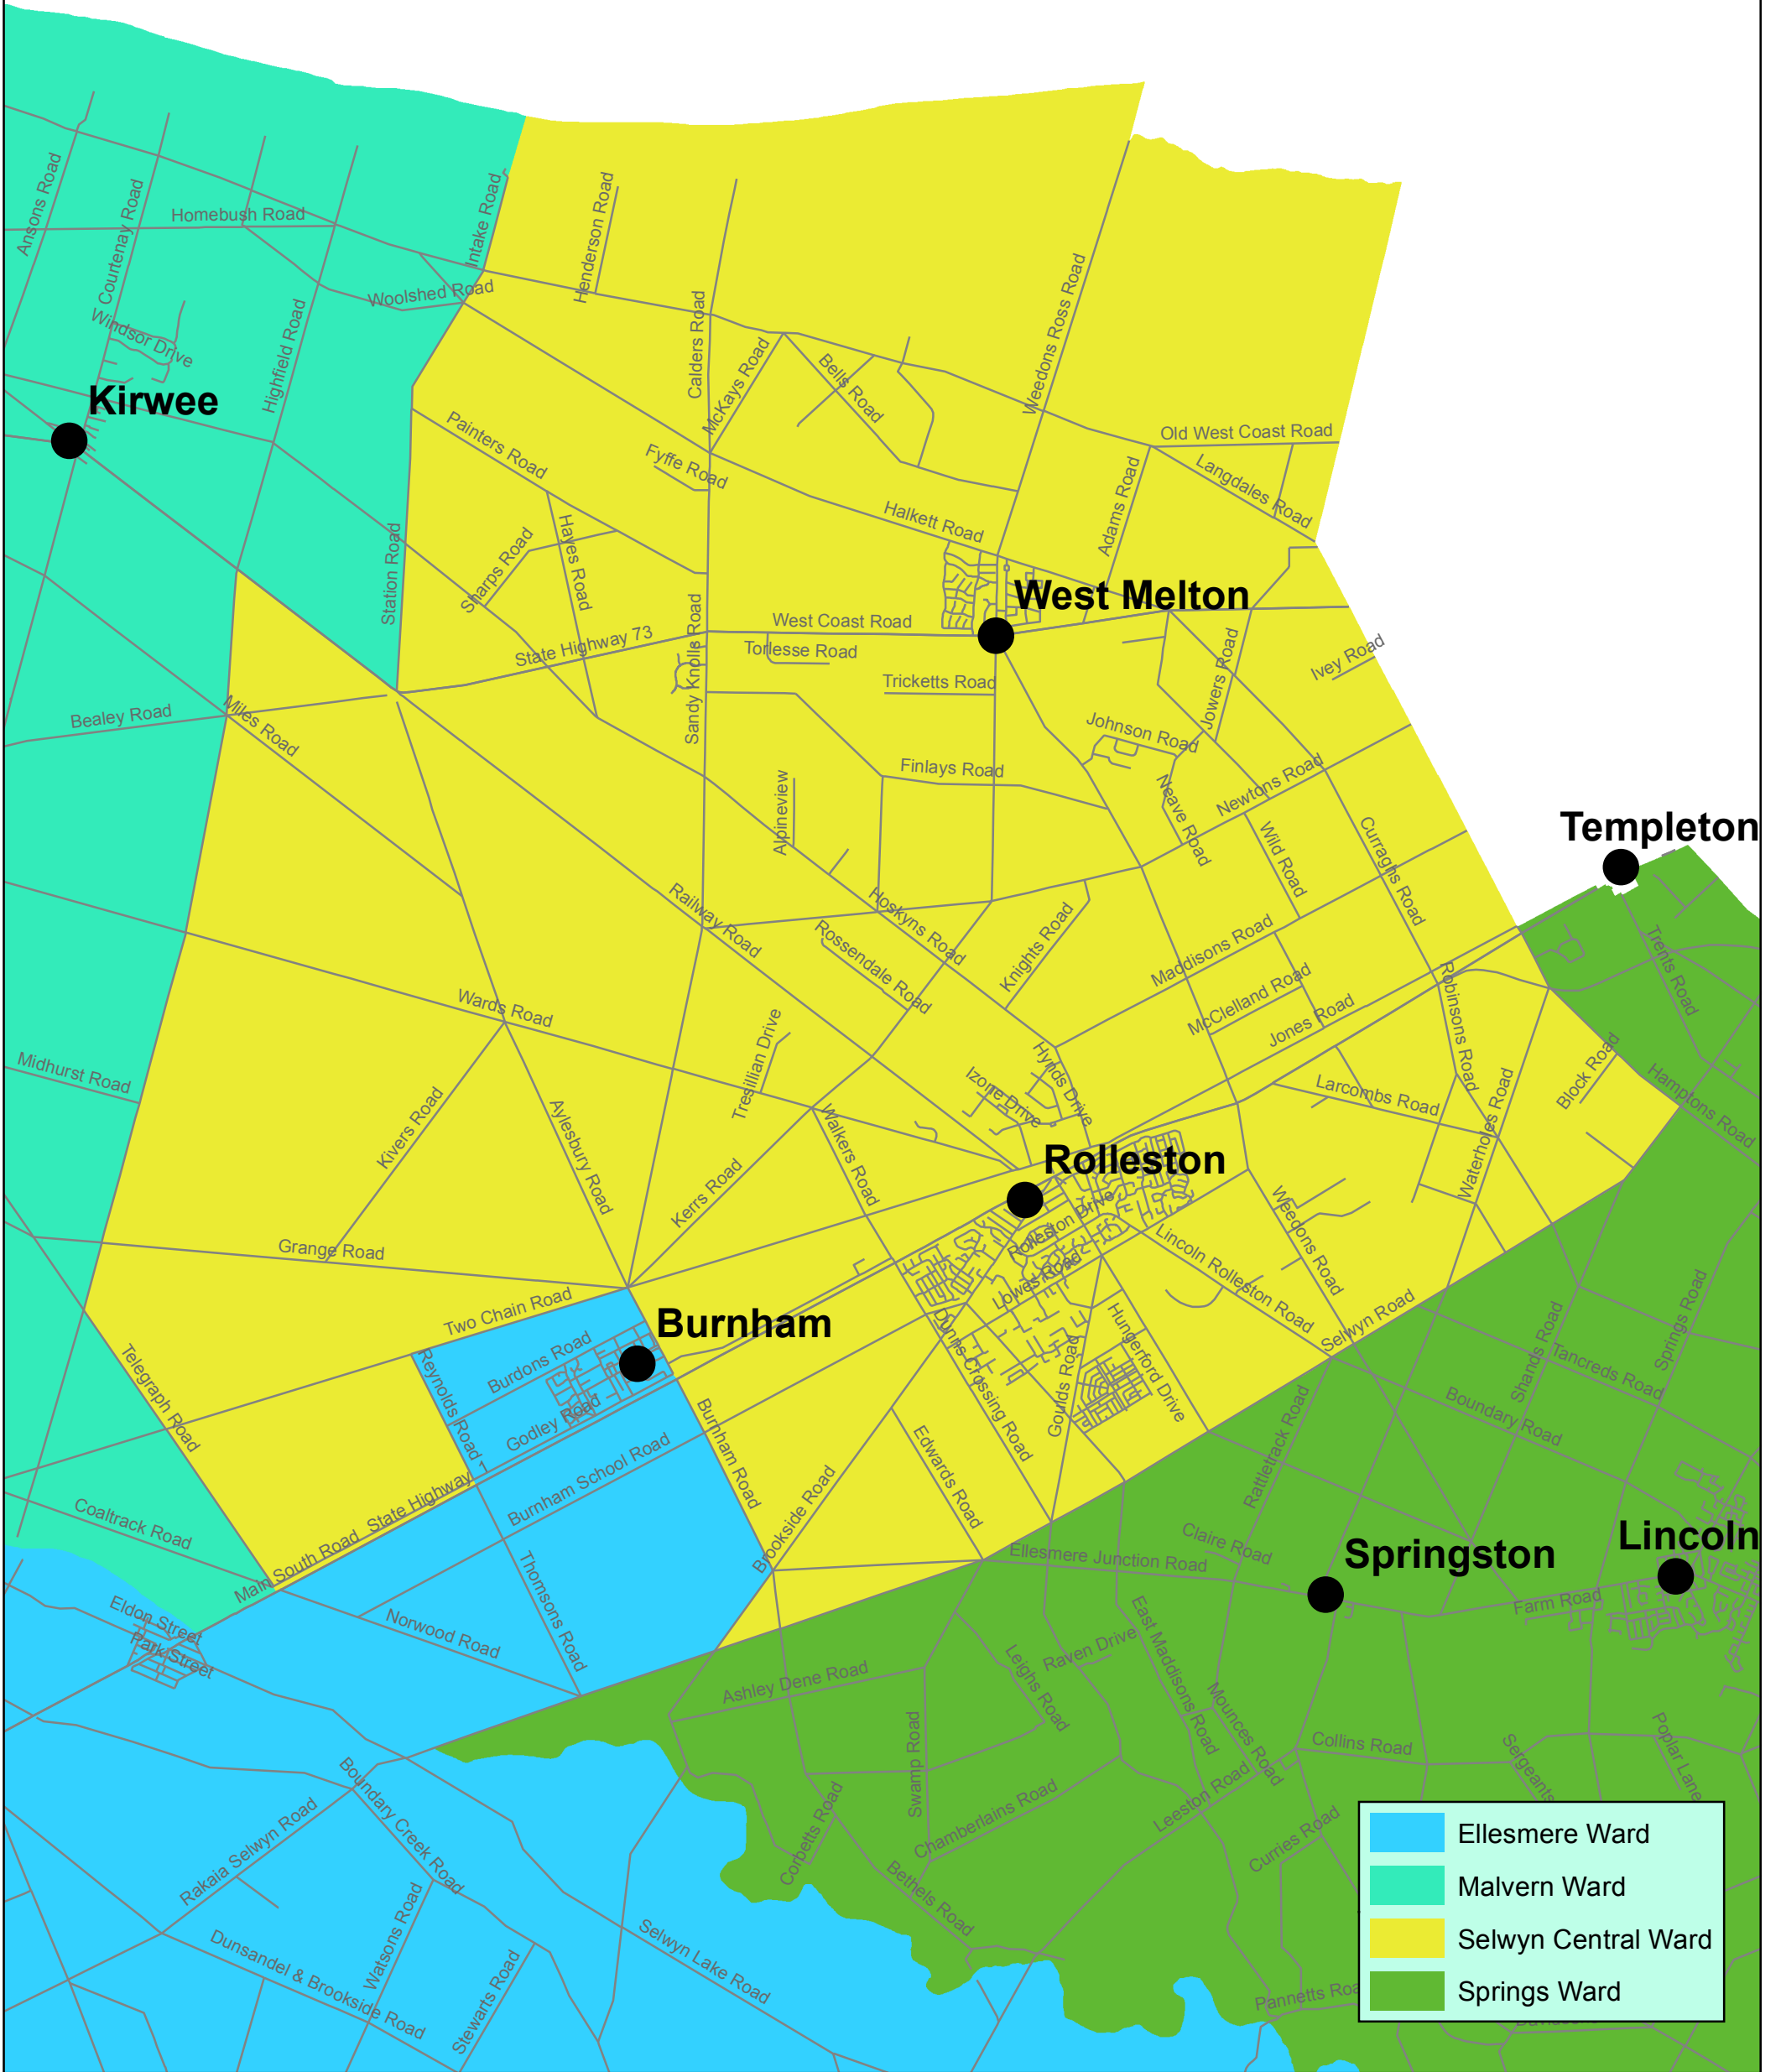 Ansons Road
Courtenay Road
Homebush Road
Intake Road
Henderson Road
Woolshed Road
Windsor Drive
Highfield Road
Calders Road
McKays Road
Bells Road
Weedons Ross Road
Kirwee
Painters Road
Fyffe Road
Old West Coast Road
Langdales Road
Adams Road
Halkett Road
Sharps Road
Hayes Road
Station Road
West Melton
West Coast Road
State Highway 73
Torlesse Road
Sandy Knolls Road
Tricketts Road
Jowers Road
Ivey Road
Bealey Road
Miles Road
Johnson Road
Finlays Road
Alpineview
Neave Road
Newtons Road
Wild Road
Curraghs Road
Templeton
Railway Road
Hoskyns Road
Rossendale Road
Knights Road
Maddisons Road
McClelland Road
Jones Road
Robinsons Road
Trents Road
Wards Road
Midhurst Road
Kivers Road
Aylesbury Road
Tresillian Drive
Izone Drive
Hynds Drive
Larcombs Road
Block Road
Hamptons Road
Walkers Road
Kerrs Road
Rolleston
Rolleston Drive
Lowes Road
Waterholes Road
Weedons Road
Lincoln Rolleston Road
Grange Road
Two Chain Road
Burnham
Selwyn Road
Springs Road
Shands Road
Tancreds Road
Boundary Road
Telegraph Road
Reynolds Road
Burdons Road
Godley Road
Burnham Road
Dunns Crossing Road
Goulds Road
Hungerford Drive
Rattletrack Road
Edwards Road
Brookside Road
Burnham School Road
State Highway 1
Main South Road
Coaltrack Road
Thomsons Road
Norwood Road
Eldon Street
Park Street
Claire Road
Ellesmere Junction Road
Springston
Lincoln
Farm Road
East Maddisons Road
Raven Drive
Leighs Road
Ashley Dene Road
Mounces Road
Swamp Road
Collins Road
Sergeants
Poplar Lane
Boundary Creek Road
Rakaia Selwyn Road
Corbetts Road
Chamberlains Road
Leeston Road
Curries Road
Bethels Road
Watsons Road
Dunsandel & Brookside Road
Stewarts Road
Selwyn Lake Road
Pannetts Roa
Ellesmere Ward
Malvern Ward
Selwyn Central Ward
Springs Ward